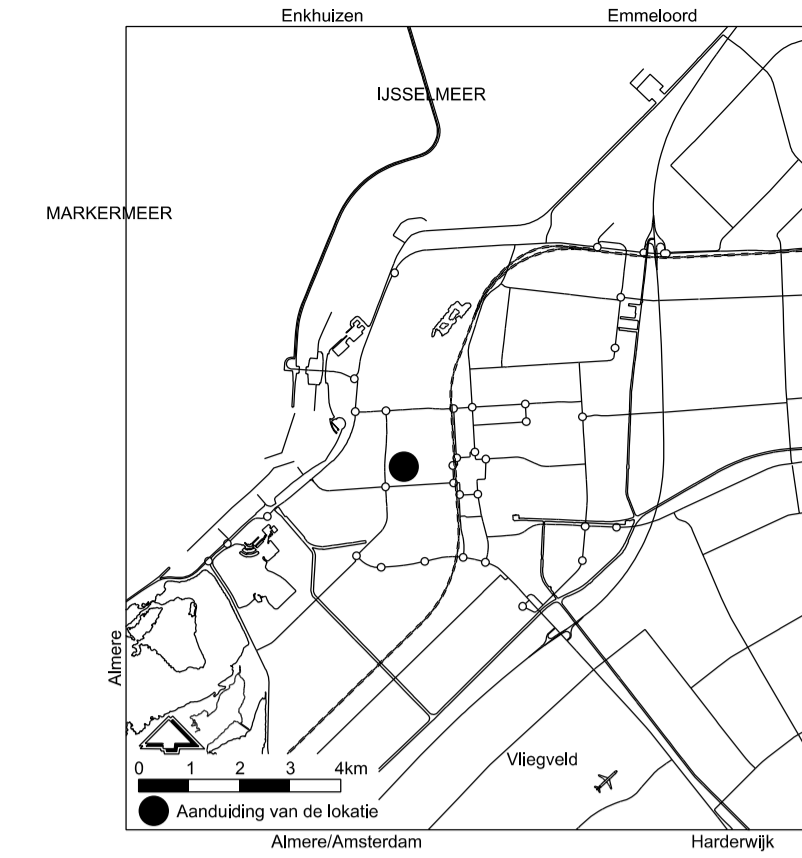 Enkhuizen Emmeloord
IJSSELMEER
MARKERMEER
Almere
Vliegveld
0 1 2 3 4km
Aanduiding van de lokatie
Almere/Amsterdam Harderwijk